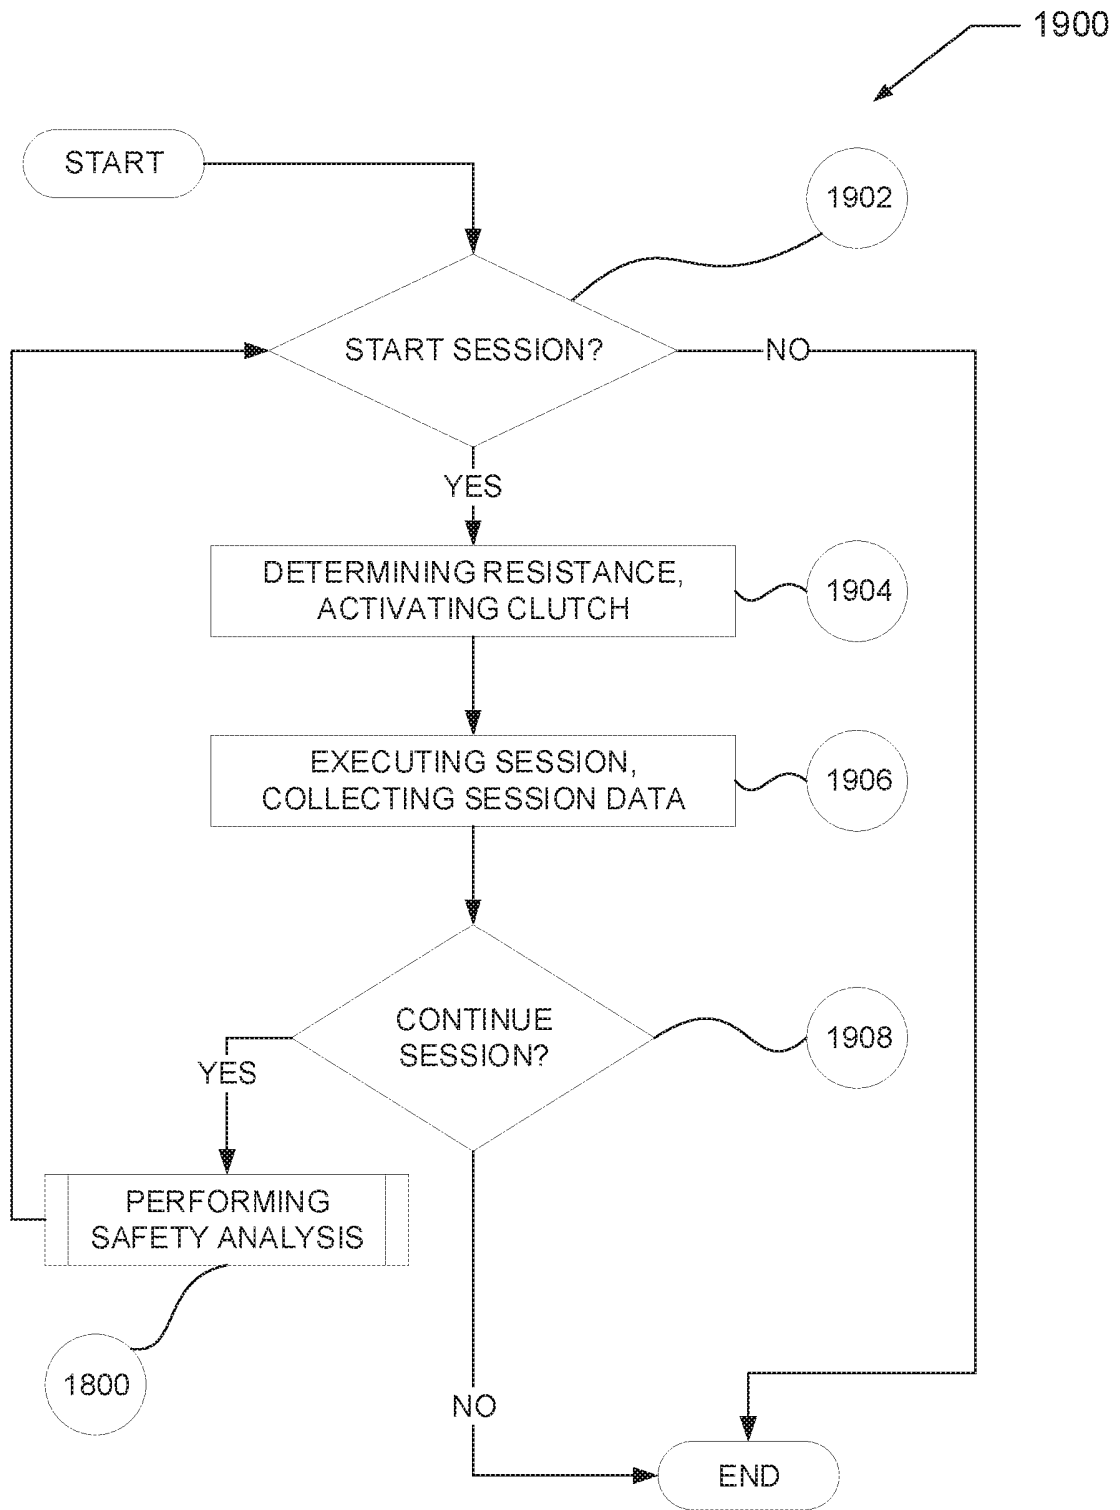 1900
START
1902
START SESSION?
NO
YES
DETERMINING RESISTANCE,
ACTIVATING CLUTCH
1904
EXECUTING SESSION,
COLLECTING SESSION DATA
1906
CONTINUE
SESSION?
1908
YES
PERFORMING
SAFETY ANALYSIS
1800
NO
END